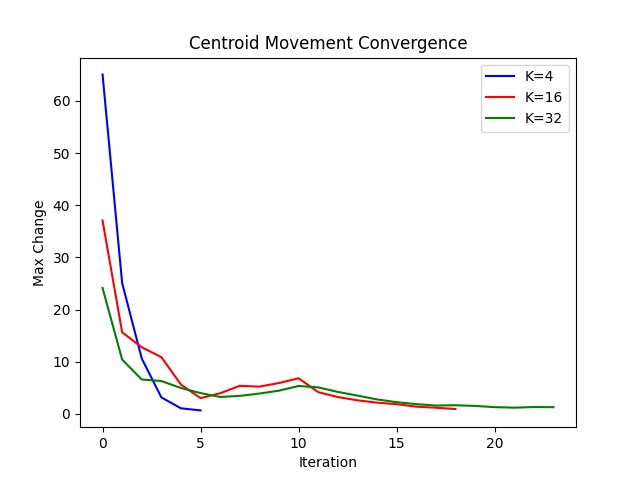 Centroid Movement Convergence
K=4
K=16
K=32
Max Change
60
50
40
30
20
10
0
0 5 10 15 20
Iteration